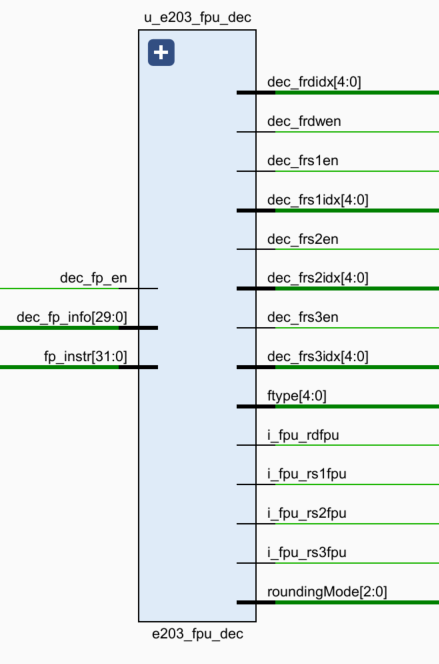 u_e203_fpu_dec
dec_frdidx[4:0]
dec_frdwen
dec_frs1en
dec_frs1idx[4:0]
dec_frs2en
dec_fp_en
dec_frs2idx[4:0]
dec_fp_info[29:0]
dec_frs3en
fp_instr[31:0]
dec_frs3idx[4:0]
ftype[4:0]
i_fpu_rdfpu
i_fpu_rs1fpu
i_fpu_rs2fpu
i_fpu_rs3fpu
roundingMode[2:0]
e203_fpu_dec